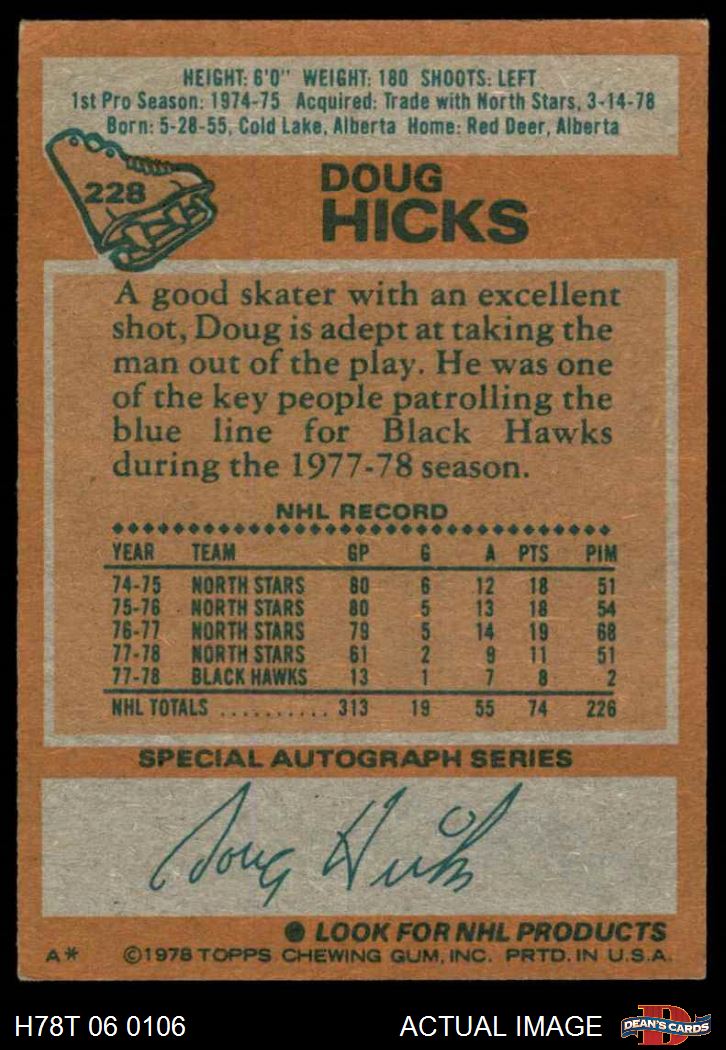 HEIGHT: 6'0" WEIGHT: 180 SHOOTS: LEFT
1st Pro Season: 1974-75 Acquired: Trade with North Stars, 3-14-78
Born: 5-28-55, Cold Lake, Alberta Home: Red Deer, Alberta
228
DOUG
HICKS
A good skater with an excellent
shot, Doug is adept at taking the
man out of the play. He was one
of the key people patrolling the
blue line for Black Hawks
during the 1977-78 season.
NHL RECORD
YEAR TEAM GP G A PTS PIM
74-75 NORTH STARS 80 6 12 18 51
75-76 NORTH STARS 80 5 13 18 54
76-77 NORTH STARS 79 5 14 19 68
77-78 NORTH STARS 61 2 9 11 51
77-78 BLACK HAWKS 13 1 7 8 2
NHL TOTALS .......... 313 19 55 74 226
SPECIAL AUTOGRAPH SERIES
Doug Hicks
LOOK FOR NHL PRODUCTS
A* ©1978 TOPPS CHEWING GUM, INC. PRTD. IN U.S.A.
H78T 06 0106 ACTUAL IMAGE D DEAN'S CARDS